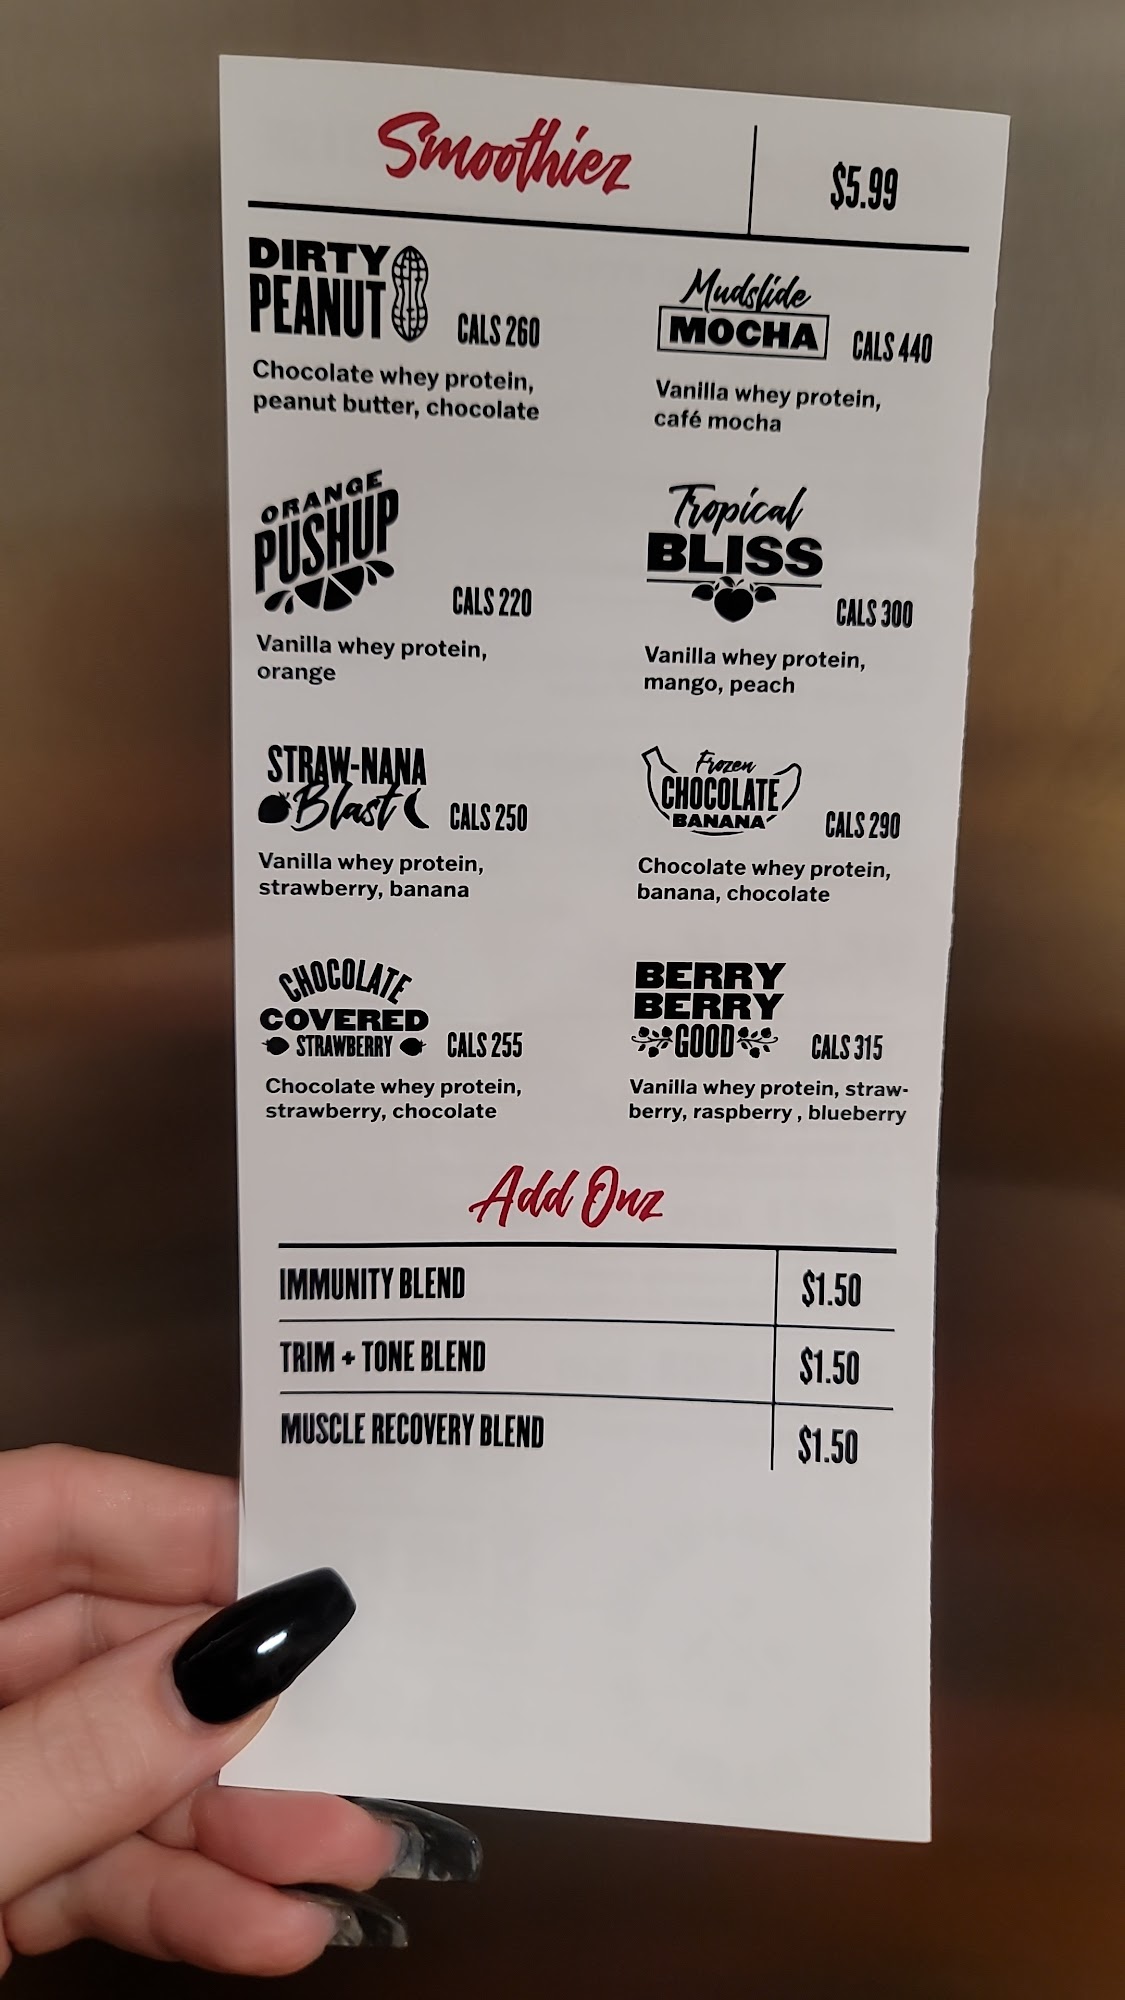 Smoothiez
$5.99
DIRTY
PEANUT
CALS 260
Chocolate whey protein,
peanut butter, chocolate
Mudslide
MOCHA
CALS 440
Vanilla whey protein,
café mocha
ORANGE
PUSHUP
CALS 220
Vanilla whey protein,
orange
Tropical
BLISS
CALS 300
Vanilla whey protein,
mango, peach
STRAW-NANA
Blast
CALS 250
Vanilla whey protein,
strawberry, banana
Frozen
CHOCOLATE
BANANA
CALS 290
Chocolate whey protein,
banana, chocolate
CHOCOLATE
COVERED
STRAWBERRY
CALS 255
Chocolate whey protein,
strawberry, chocolate
BERRY
BERRY
GOOD
CALS 315
Vanilla whey protein, straw-
berry, raspberry , blueberry
Add Onz
IMMUNITY BLEND $1.50
TRIM + TONE BLEND $1.50
MUSCLE RECOVERY BLEND $1.50